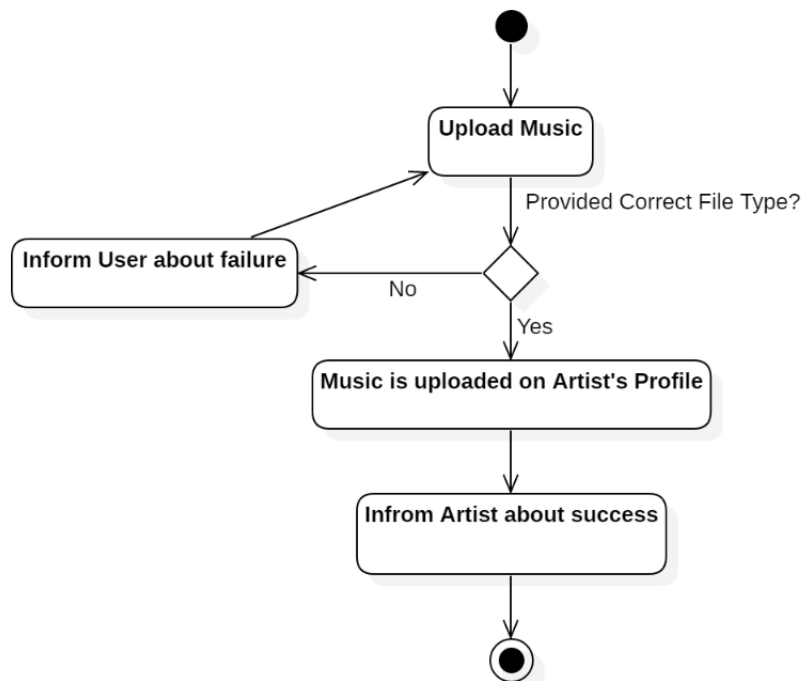 Upload Music
Provided Correct File Type?
Inform User about failure
No
Yes
Music is uploaded on Artist's Profile
Infrom Artist about success